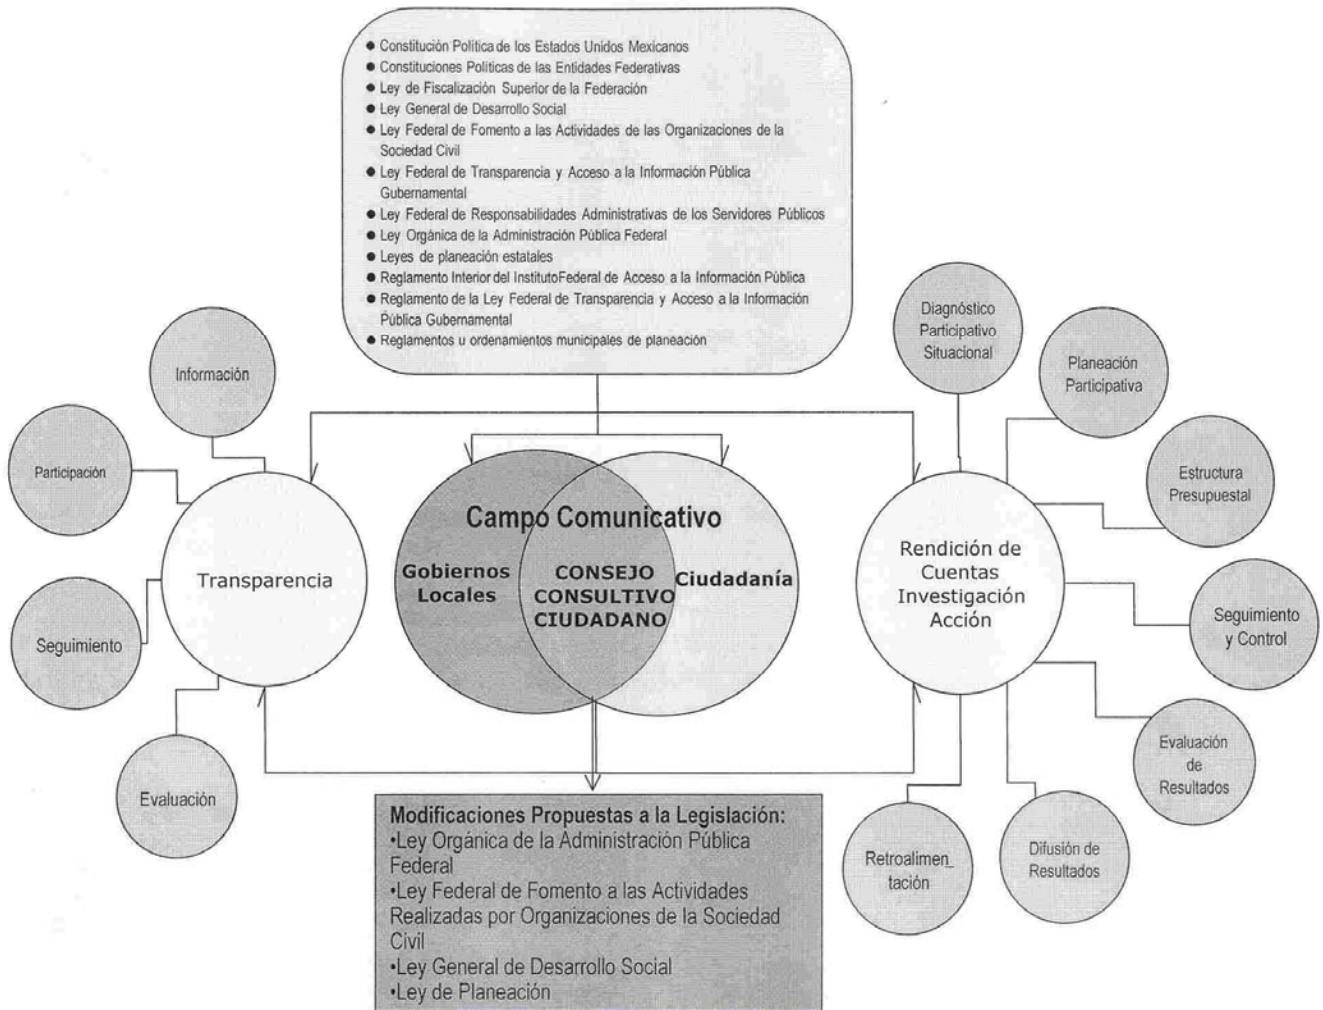 ● Constitución Política de los Estados Unidos Mexicanos
● Constituciones Políticas de las Entidades Federativas
● Ley de Fiscalización Superior de la Federación
● Ley General de Desarrollo Social
● Ley Federal de Fomento a las Actividades de las Organizaciones de la
Sociedad Civil
● Ley Federal de Transparencia y Acceso a la Información Pública
Gubernamental
● Ley Federal de Responsabilidades Administrativas de los Servidores Públicos
● Ley Orgánica de la Administración Pública Federal
● Leyes de planeación estatales
● Reglamento Interior del InstitutoFederal de Acceso a la Información Pública
● Reglamento de la Ley Federal de Transparencia y Acceso a la Información
Pública Gubernamental
● Reglamentos u ordenamientos municipales de planeación
Información
Participación
Seguimiento
Evaluación
Transparencia
Campo Comunicativo
Gobiernos
Locales
CONSEJO
CONSULTIVO
CIUDADANO
Ciudadanía
Rendición de
Cuentas
Investigación
Acción
Diagnóstico
Participativo
Situacional
Planeación
Participativa
Estructura
Presupuestal
Seguimiento
y Control
Evaluación
de
Resultados
Difusión de
Resultados
Retroalimen_
tación
Modificaciones Propuestas a la Legislación:
•Ley Orgánica de la Administración Pública
Federal
•Ley Federal de Fomento a las Actividades
Realizadas por Organizaciones de la Sociedad
Civil
•Ley General de Desarrollo Social
•Ley de Planeación